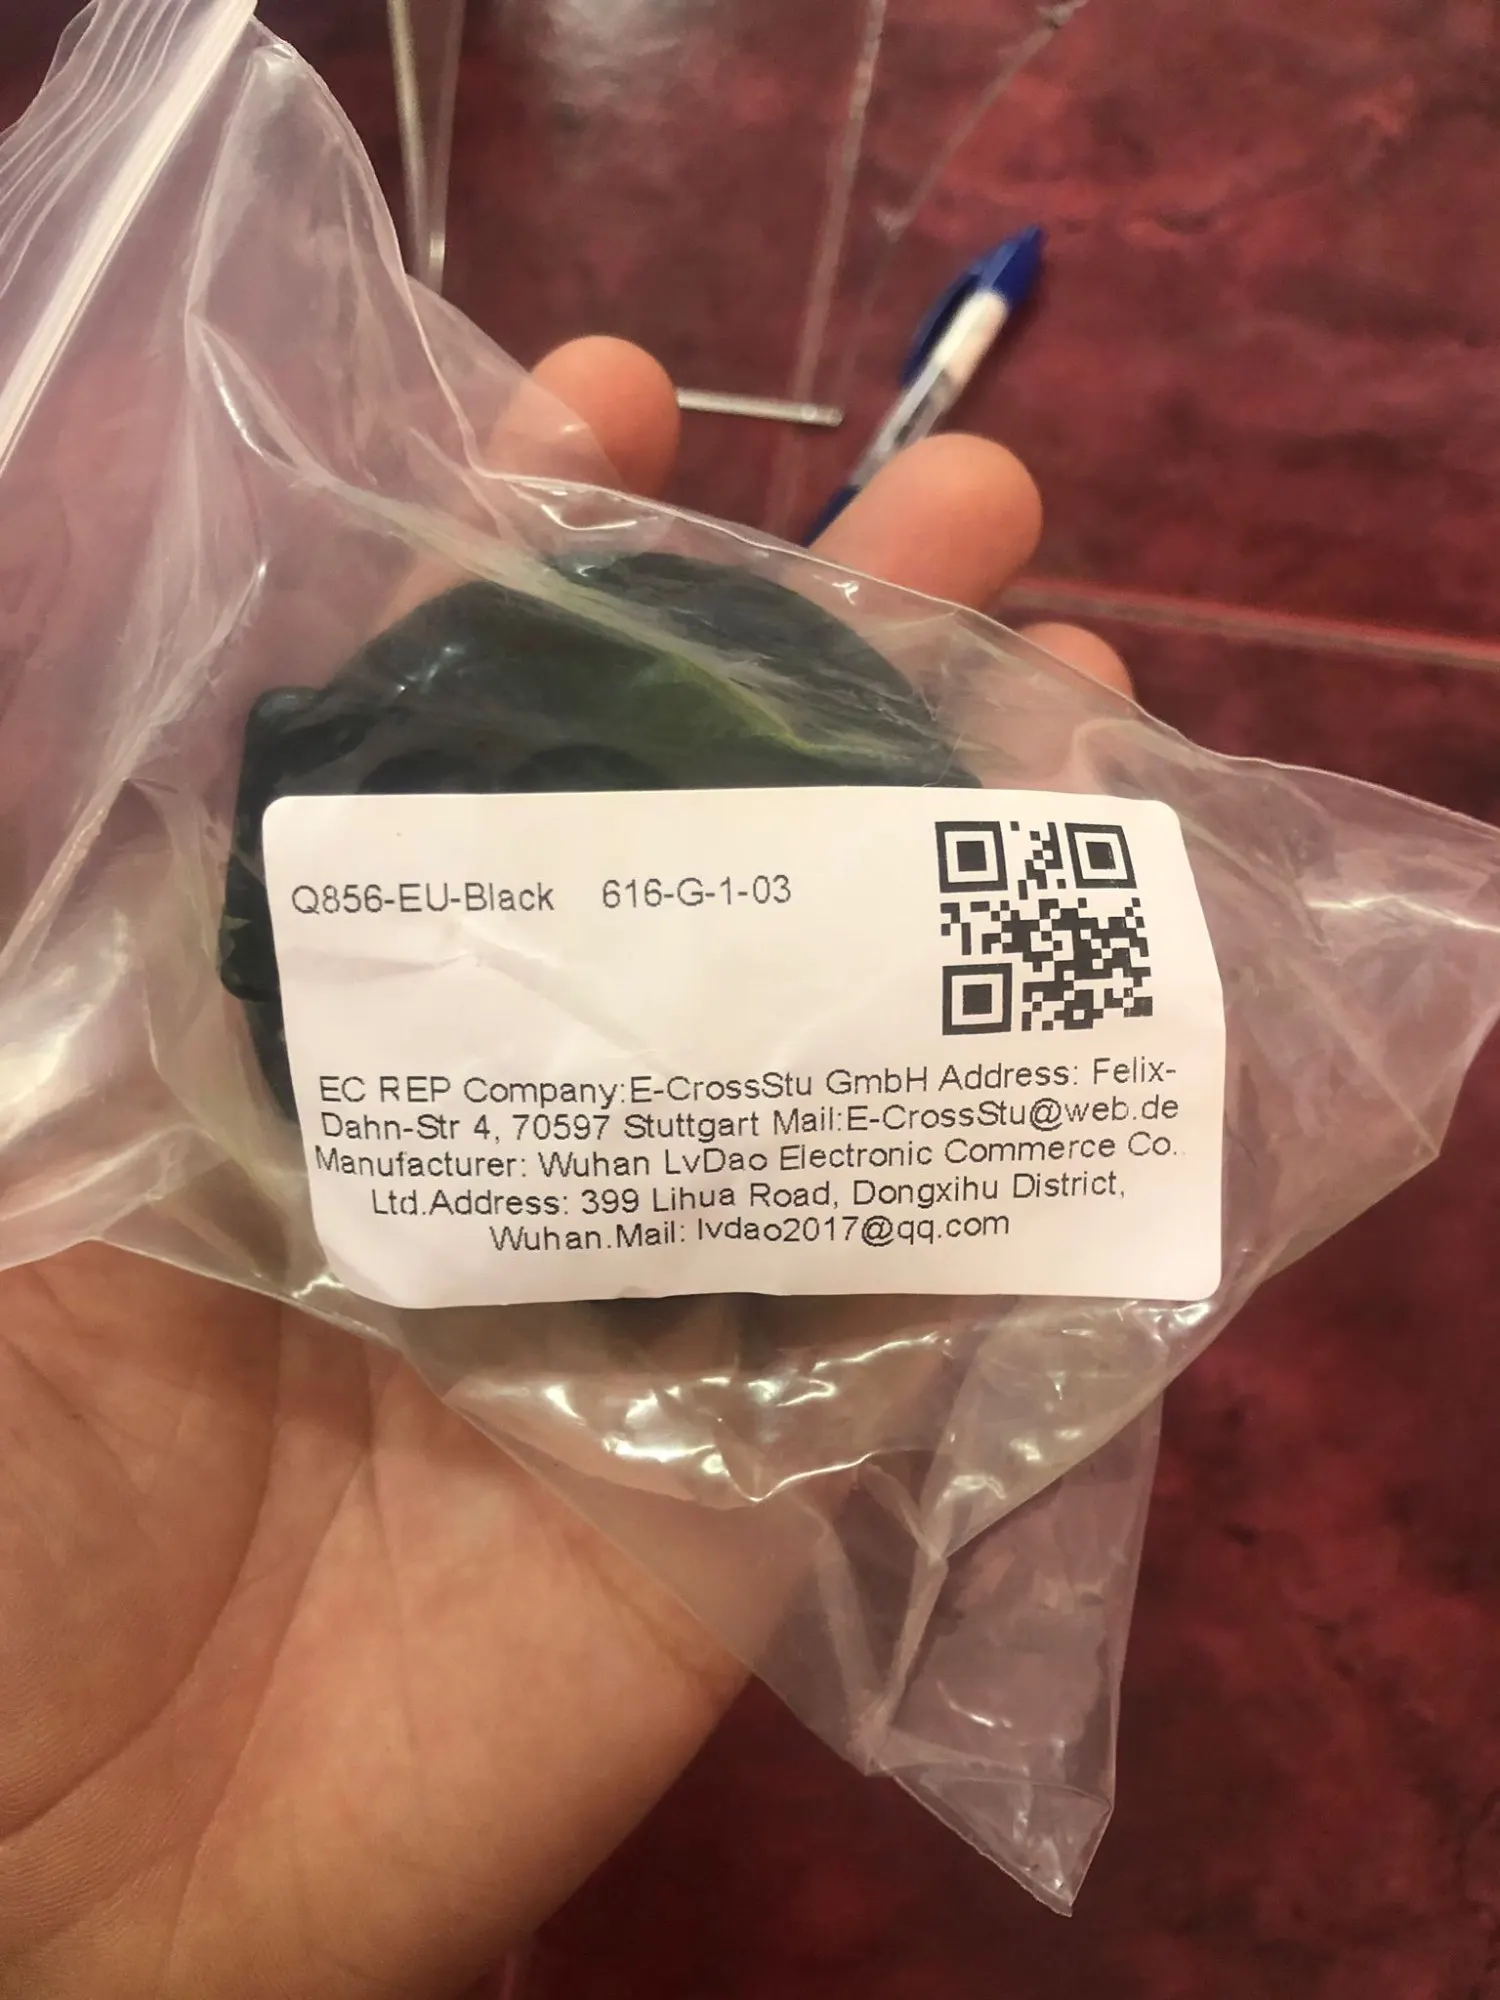 Q856-EU-Black 616-G-1-03
EC REP Company:E-CrossStu GmbH Address: Felix-
Dahn-Str 4, 70597 Stuttgart Mail:E-CrossStu@web.de
Manufacturer: Wuhan LvDao Electronic Commerce Co.
Ltd.Address: 399 Lihua Road, Dongxihu District,
Wuhan.Mail: lvdao2017@qq.com